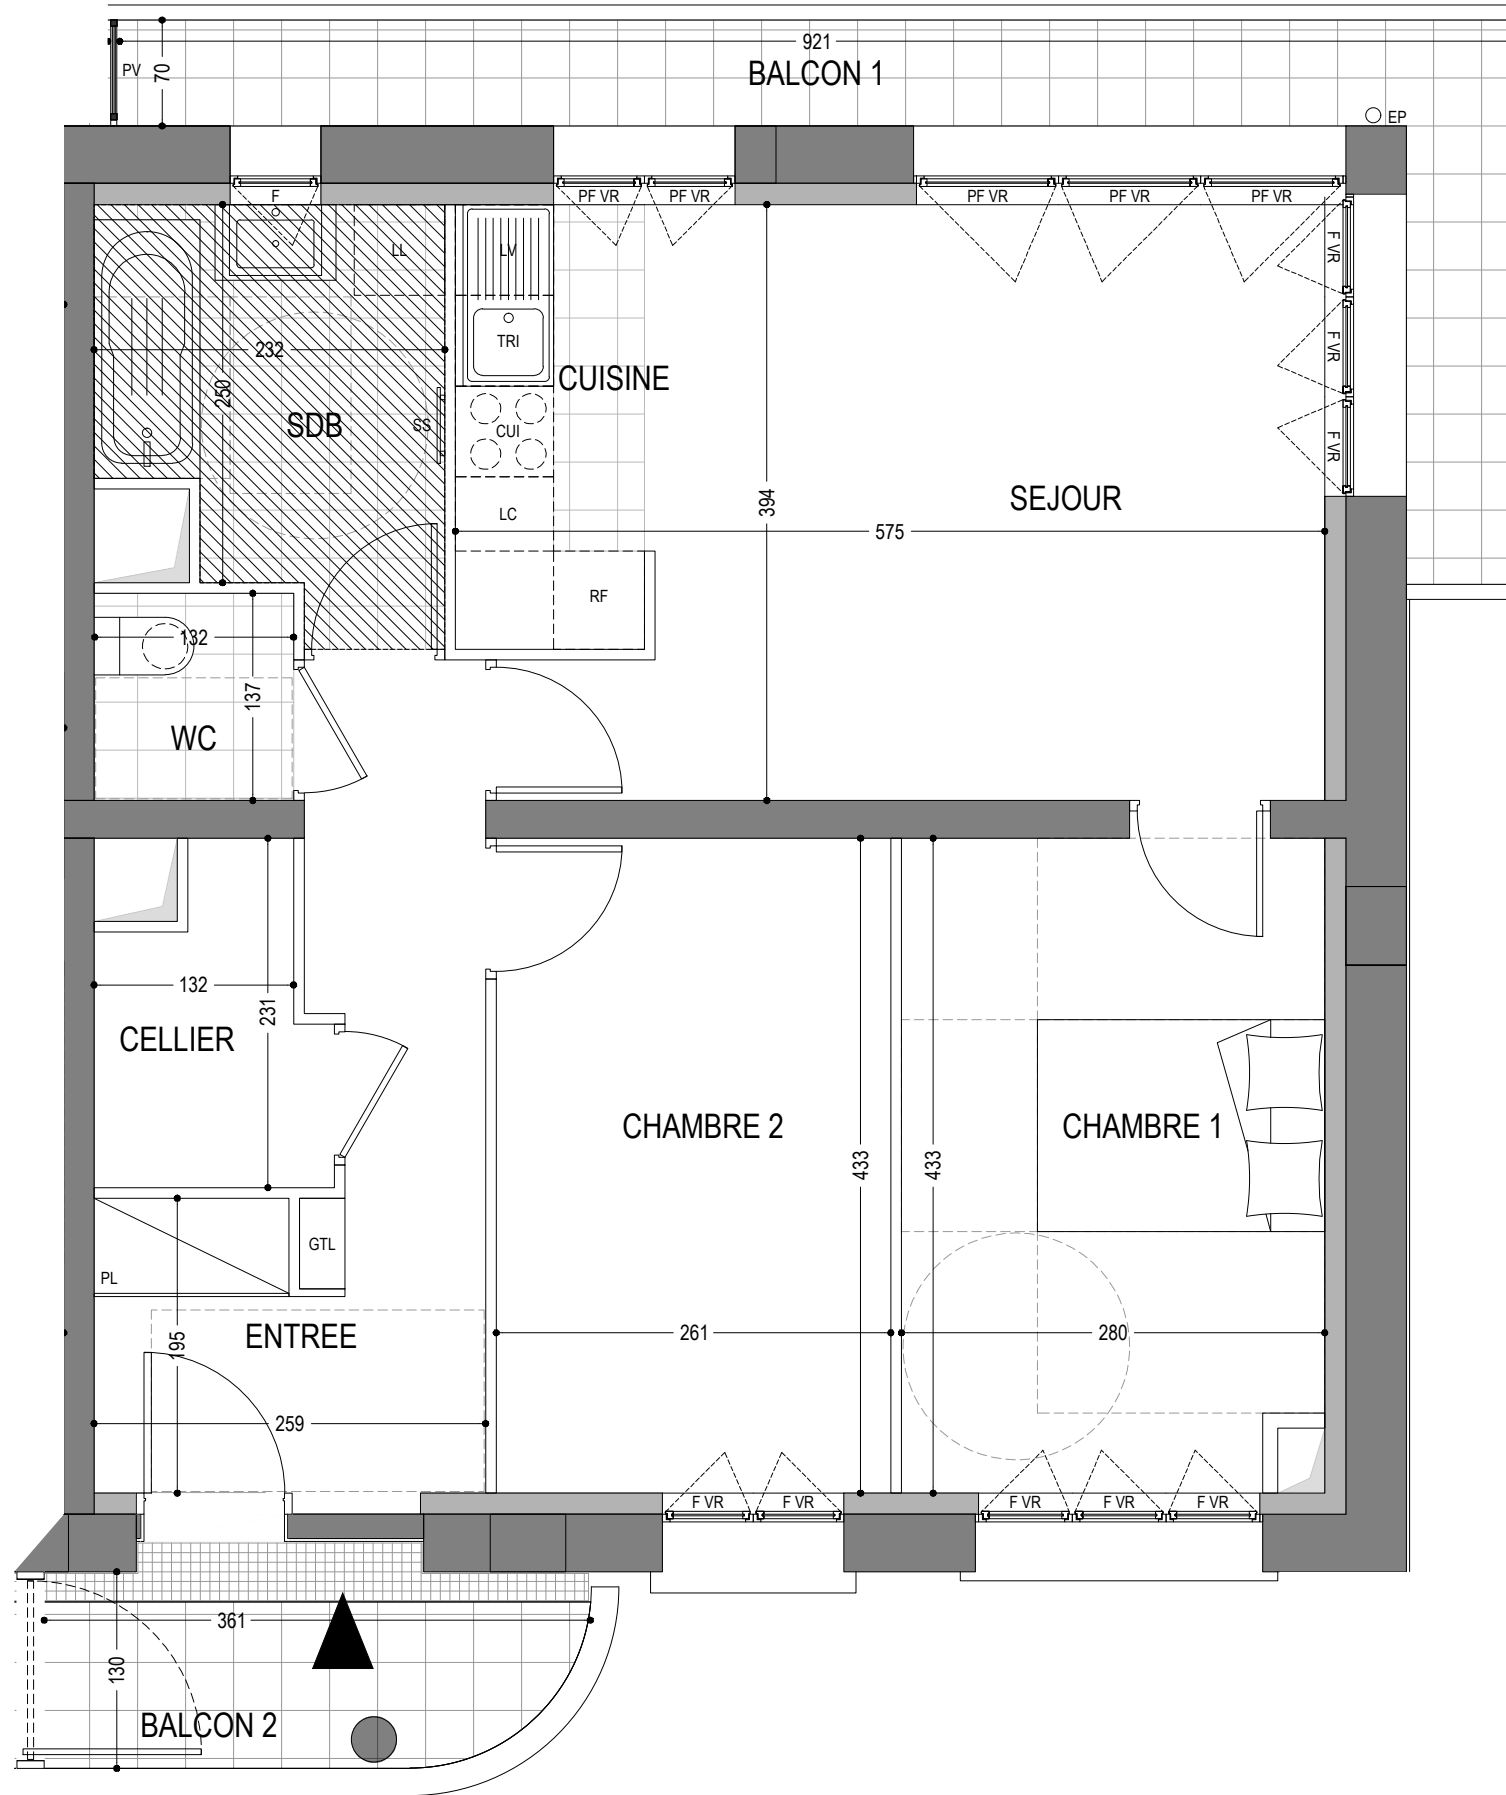 921
PV
70
BALCON 1
EP
F
PF VR
PF VR
PF VR
PF VR
PF VR
F VR
LL
LV
TRI
232
F VR
CUISINE
250
SDB
SS
CUI
F VR
394
SEJOUR
LC
575
RF
132
137
WC
132
231
CELLIER
CHAMBRE 2
CHAMBRE 1
433
433
GTL
PL
195
ENTREE
261
280
259
F VR
F VR
F VR
F VR
F VR
361
130
BALCON 2